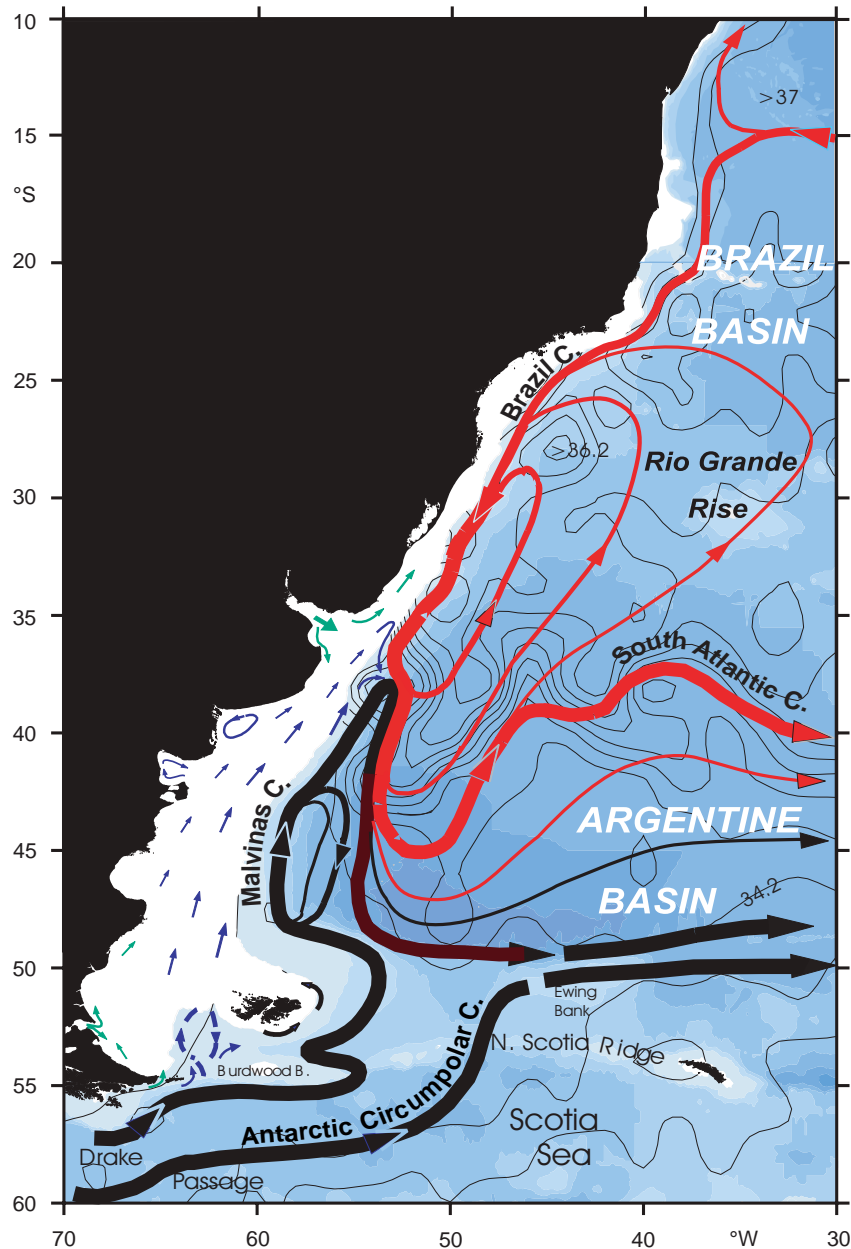 10
>37
15
°S
20
BRAZIL
BASIN
25
Brazil C.
>36.2
Rio Grande
Rise
30
35
South Atlantic C.
40
Malvinas C.
ARGENTINE
45
BASIN
34.2
50
Ewing
Bank
N. Scotia Ridge
Burdwood B.
55
Antarctic Circumpolar C.
Scotia
Sea
Drake
Passage
60
70
60
50
40
°W
30